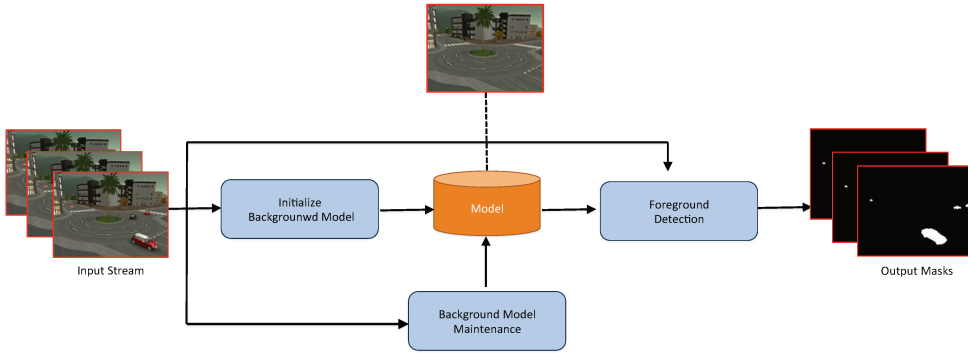 Initialize
Backgrounwd Model
Model
Foreground
Detection
Input Stream
Output Masks
Background Model
Maintenance